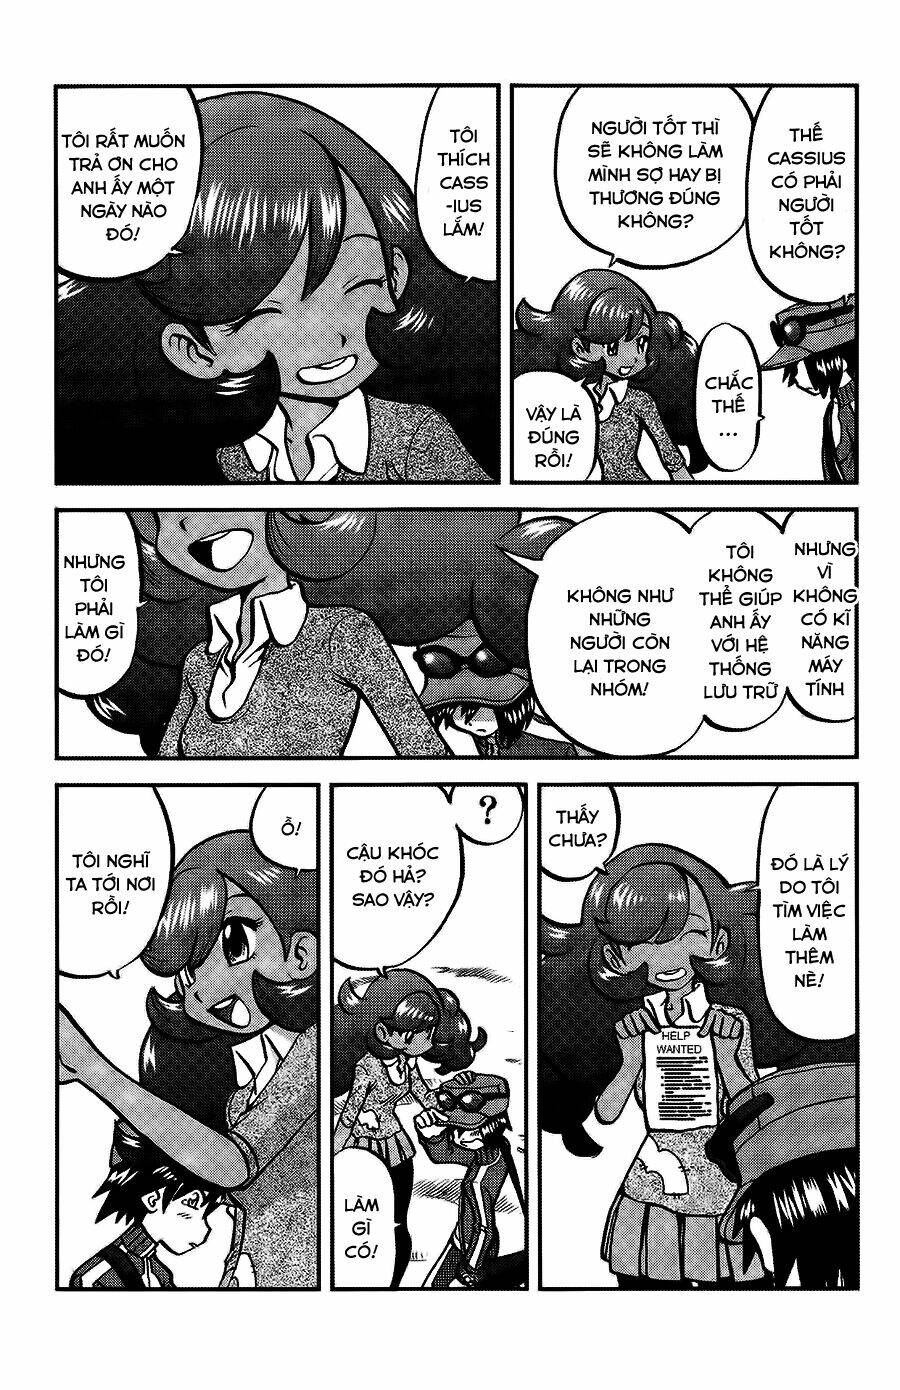 THẾ
CASSIUS
CÓ PHẢI
NGƯỜI
TỐT
KHÔNG?
NGƯỜI TỐT THÌ
SẼ KHÔNG LÀM
MÌNH SỢ HAY BỊ
THƯƠNG ĐÚNG
KHÔNG?
CHẮC
THẾ
...
VẬY LÀ
ĐÚNG
RỒI!
TÔI
THÍCH
CASS
-IUS
LẮM!
TÔI RẤT MUỐN
TRẢ ƠN CHO
ANH ẤY MỘT
NGÀY NÀO
ĐÓ!
NHƯNG
VÌ
KHÔNG
CÓ KĨ
NĂNG
MÁY
TÍNH
TÔI
KHÔNG
THỂ GIÚP
ANH ẤY
VỚI HỆ
THỐNG
LƯU TRỮ
KHÔNG NHƯ
NHỮNG
NGƯỜI CÒN
LẠI TRONG
NHÓM!
NHƯNG
TÔI
PHẢI
LÀM GÌ
ĐÓ!
ĐÓ LÀ LÝ
DO TÔI
TÌM VIỆC
LÀM
THÊM
NÈ!
THẤY
CHƯA?
HELP
WANTED
?
CẬU KHÓC
ĐÓ HẢ?
SAO VẬY?
LÀM
GÌ
CÓ!
Ồ!
TÔI NGHĨ
TA TỚI NƠI
RỒI!